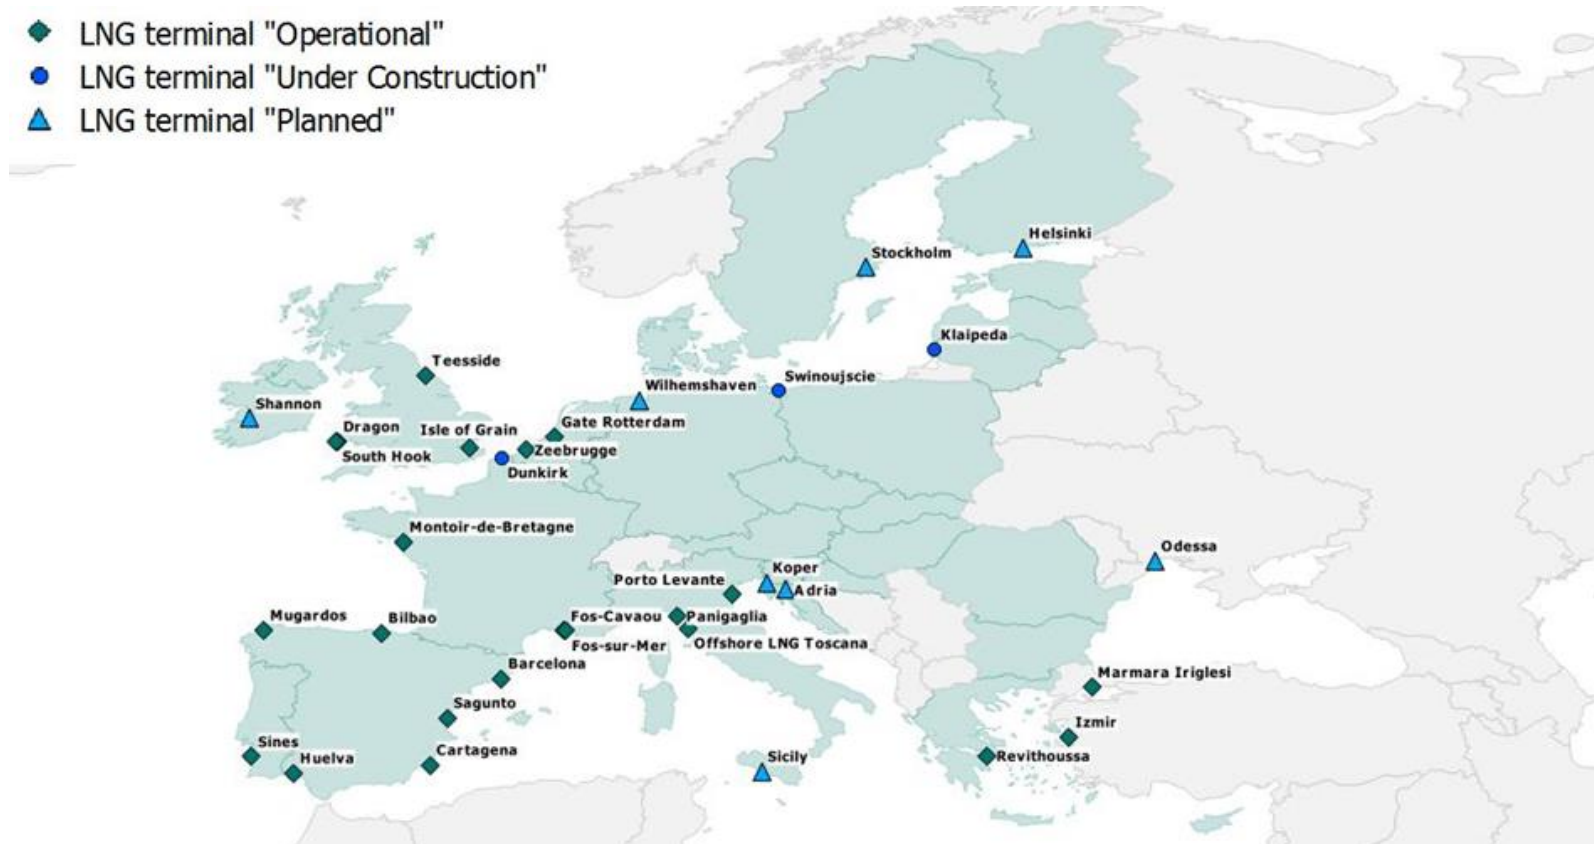 LNG terminal "Operational"
LNG terminal "Under Construction"
LNG terminal "Planned"
Helsinki
Stockholm
Klaipeda
Teesside
Swinoujscie
Wilhemshaven
Shannon
Gate Rotterdam
Dragon
Isle of Grain
Zeebrugge
South Hook
Dunkirk
Montoir-de-Bretagne
Odessa
Koper
Porto Levante
Adria
Mugardos
Bilbao
Fos-Cavaou
Panigaglia
Fos-sur-Mer
Offshore LNG Toscana
Barcelona
Marmara Iriglesi
Sagunto
Izmir
Sines
Huelva
Cartagena
Sicily
Revithoussa